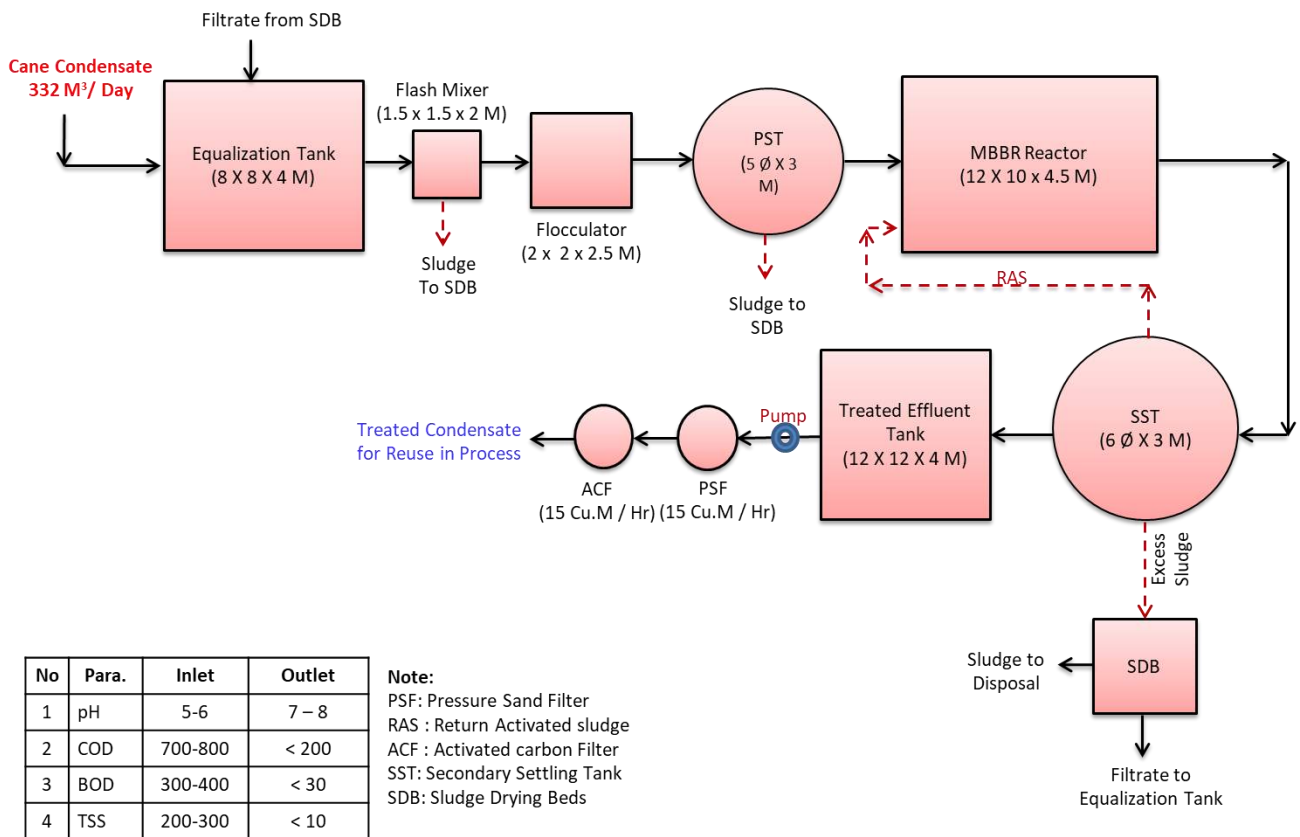 Filtrate from SDB
Cane Condensate
332 M³/ Day
Equalization Tank
(8 X 8 X 4 M)
Flash Mixer
(1.5 x 1.5 x 2 M)
Sludge
To SDB
Flocculator
(2 x 2 x 2.5 M)
PST
(5 Ø X 3
M)
Sludge to
SDB
MBBR Reactor
(12 X 10 x 4.5 M)
RAS
SST
(6 Ø X 3 M)
Treated Effluent
Tank
(12 X 12 X 4 M)
Pump
PSF
(15 Cu.M / Hr)
ACF
(15 Cu.M / Hr)
Treated Condensate
for Reuse in Process
Excess
Sludge
SDB
Sludge to
Disposal
Filtrate to
Equalization Tank
No Para. Inlet Outlet
1 pH 5-6 7 – 8
2 COD 700-800 < 200
3 BOD 300-400 < 30
4 TSS 200-300 < 10
Note:
PSF: Pressure Sand Filter
RAS : Return Activated sludge
ACF : Activated carbon Filter
SST: Secondary Settling Tank
SDB: Sludge Drying Beds